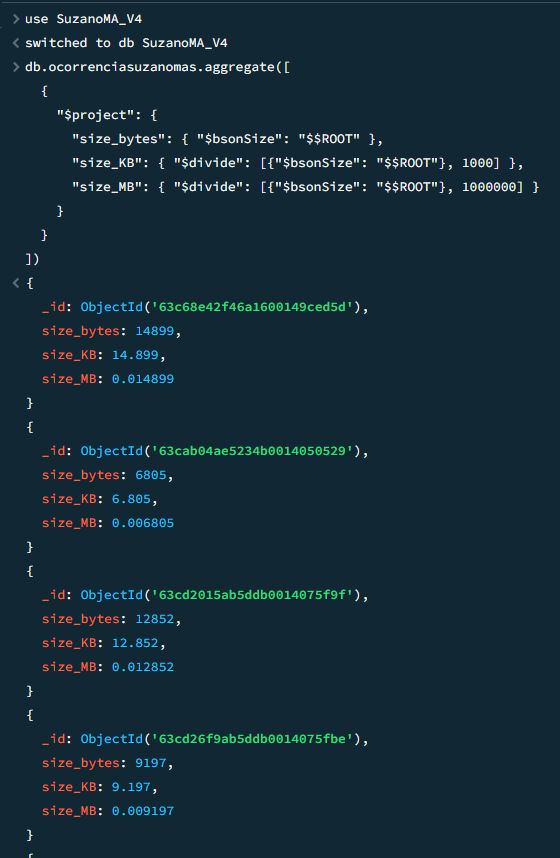 > use SuzanoMA_V4
< switched to db SuzanoMA_V4
> db.ocorrenciasuzanomas.aggregate([
{
"$project": {
"size_bytes": { "$bsonSize": "$$ROOT" },
"size_KB": { "$divide": [{"$bsonSize": "$$ROOT"}, 1000] },
"size_MB": { "$divide": [{"$bsonSize": "$$ROOT"}, 1000000] }
}
}
])
< {
_id: ObjectId('63c68e42f46a1600149ced5d'),
size_bytes: 14899,
size_KB: 14.899,
size_MB: 0.014899
}
{
_id: ObjectId('63cab04ae5234b0014050529'),
size_bytes: 6805,
size_KB: 6.805,
size_MB: 0.006805
}
{
_id: ObjectId('63cd2015ab5ddb0014075f9f'),
size_bytes: 12852,
size_KB: 12.852,
size_MB: 0.012852
}
{
_id: ObjectId('63cd26f9ab5ddb0014075fbe'),
size_bytes: 9197,
size_KB: 9.197,
size_MB: 0.009197
}
{